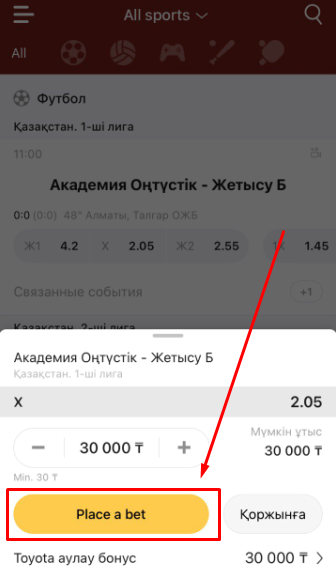 All sports
All
Футбол
Қазақстан. 1-ші лига
11:00
Академия Оңтүстік - Жетысу Б
0:0 (0:0) 48° Алматы, Талгар ОЖБ
Ж1 4.2 X 2.05 Ж2 2.55 1X 1.45
Связанные события +1
Қазақстан. 2-ші лига
Академия Оңтүстік - Жетысу Б
Қазақстан. 1-ші лига
X 2.05
− 30 000 ₸ +
Мүмкін ұтыс
30 000 ₸
Min. 30 ₸
Place a bet
Қоржынға
Toyota аулау бонус 30 000 ₸